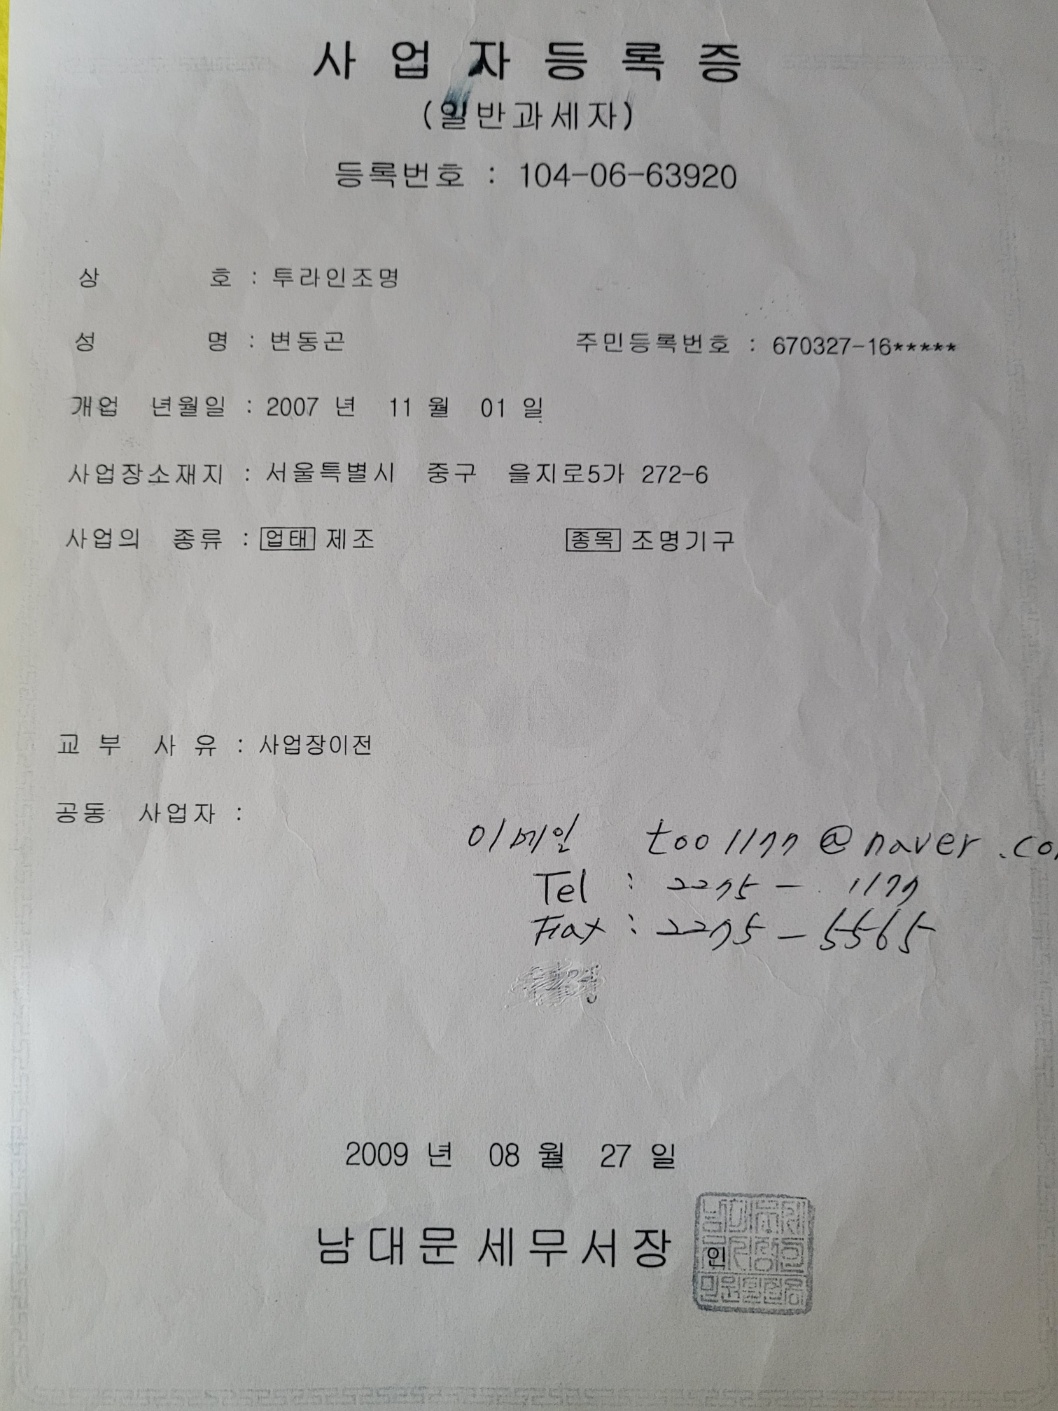 사업자등록증
(일반과세자)
등록번호 : 104-06-63920
상 호 : 투라인조명
성 명 : 변동곤 주민등록번호 : 670327-16*****
개업 년월일 : 2007 년 11 월 01 일
사업장소재지 : 서울특별시 중구 을지로5가 272-6
사업의 종류 : 업태 제조 종목 조명기구
교 부 사 유 : 사업장이전
공동 사업자 :
이메일 too1177@naver.co
Tel : 2275 - 1177
Fax : 2275 - 5565
2009 년 08 월 27 일
남대문세무서장 인